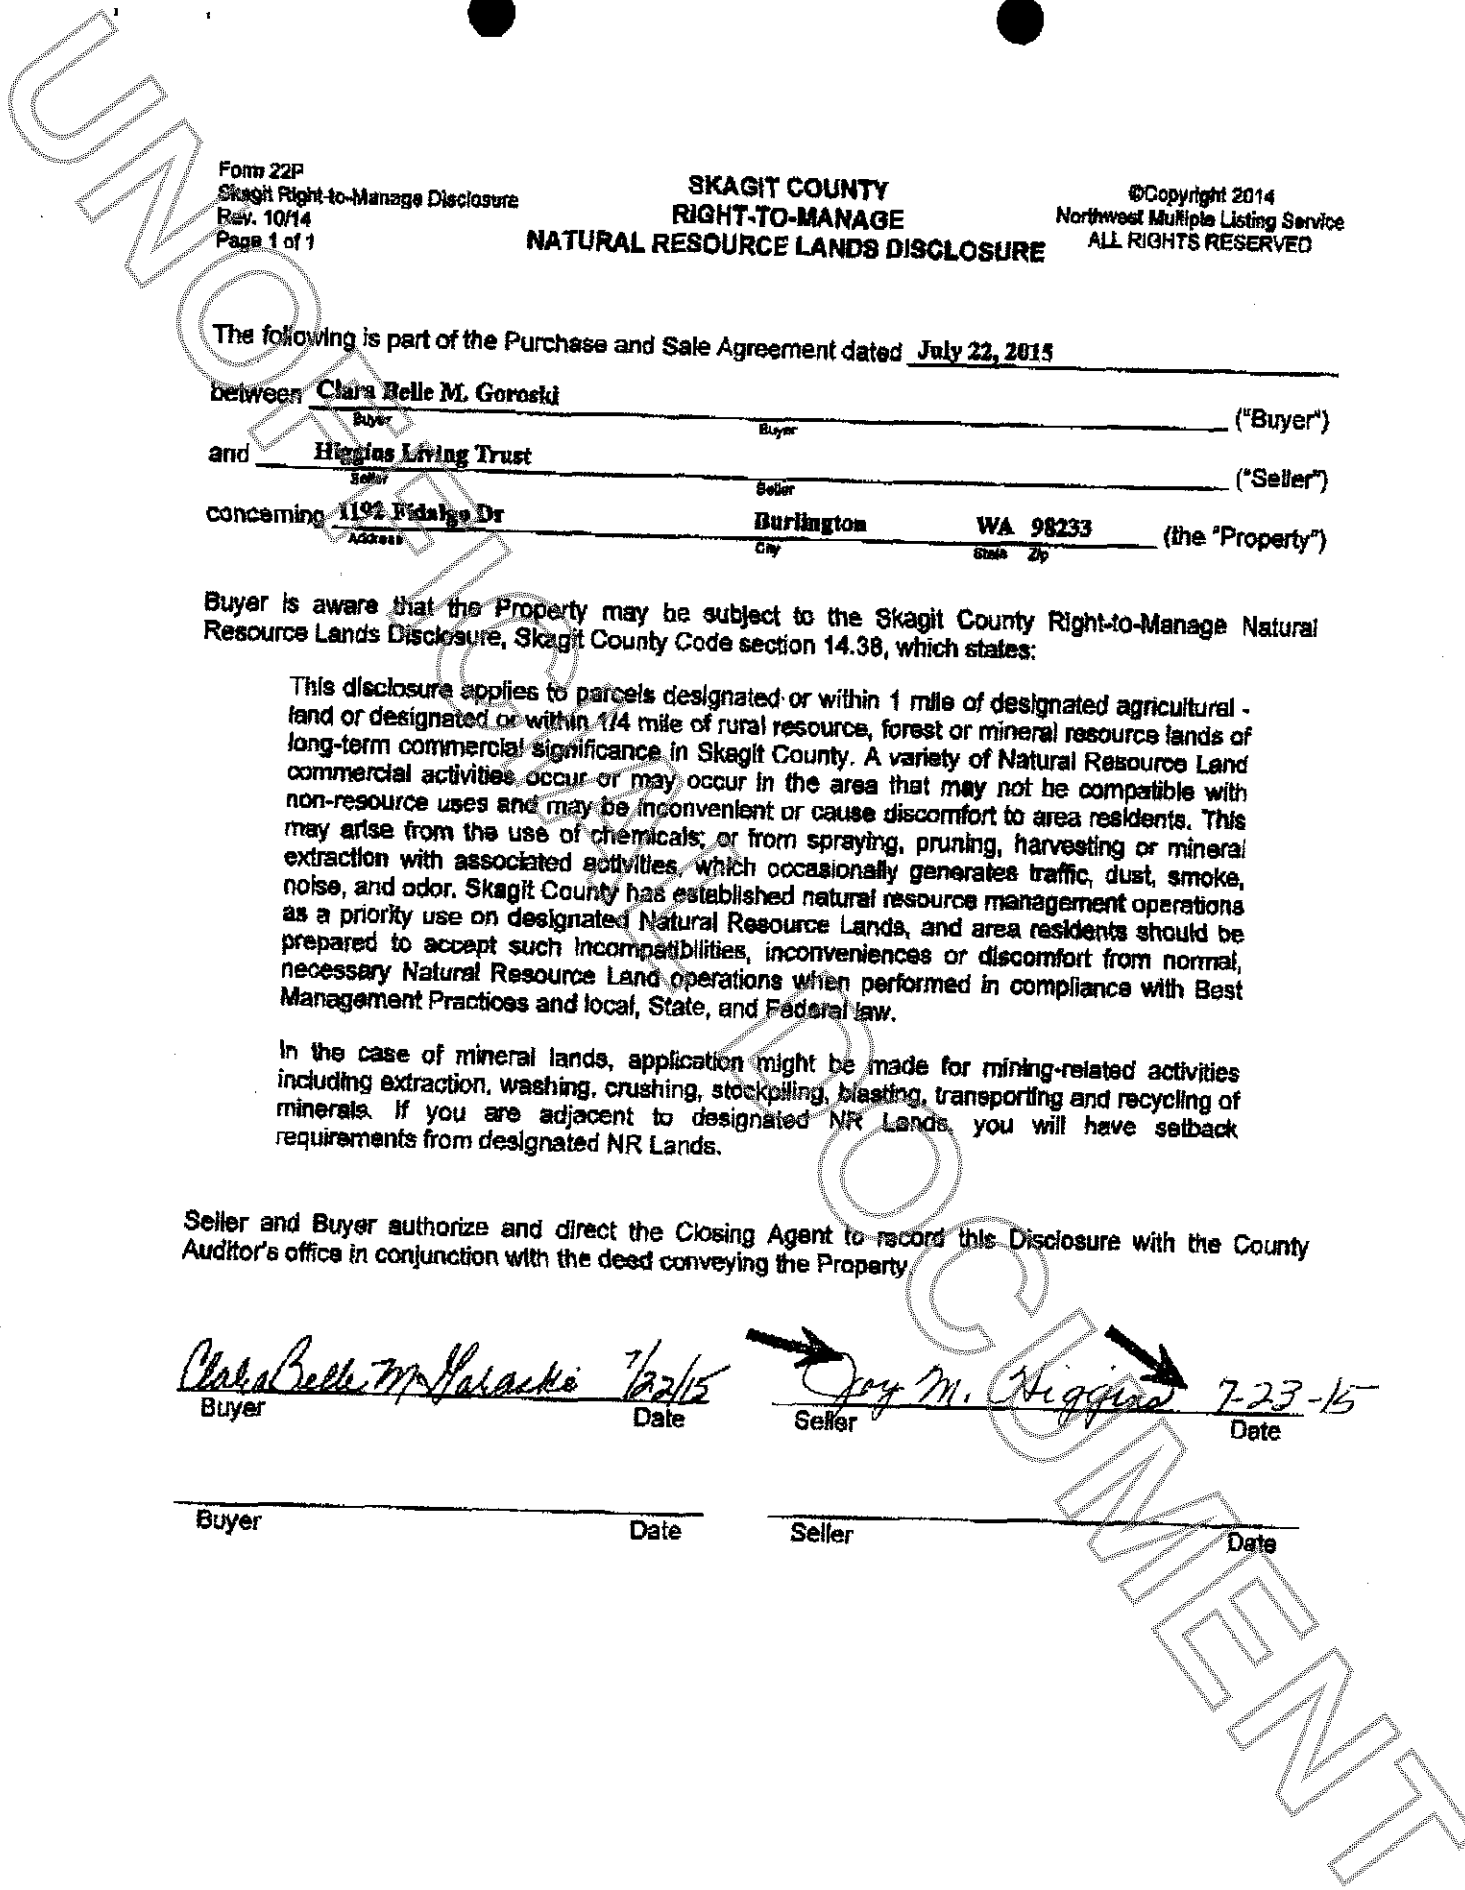 Form 22P
Skagit Right-to-Manage Disclosure
Rev. 10/14
Page 1 of 1
SKAGIT COUNTY
RIGHT-TO-MANAGE
NATURAL RESOURCE LANDS DISCLOSURE
©Copyright 2014
Northwest Multiple Listing Service
ALL RIGHTS RESERVED
The following is part of the Purchase and Sale Agreement dated July 22, 2015
between Clara Belle M. Goroski ("Buyer")
Buyer Buyer
and Higgins Living Trust ("Seller")
Seller Seller
concerning 1192 Fidalgo Dr Burlington WA 98233 (the "Property")
Address City State Zip
Buyer is aware that the Property may be subject to the Skagit County Right-to-Manage Natural
Resource Lands Disclosure, Skagit County Code section 14.38, which states:
This disclosure applies to parcels designated or within 1 mile of designated agricultural -
land or designated or within 1/4 mile of rural resource, forest or mineral resource lands of
long-term commercial significance in Skagit County. A variety of Natural Resource Land
commercial activities occur or may occur in the area that may not be compatible with
non-resource uses and may be inconvenient or cause discomfort to area residents. This
may arise from the use of chemicals; or from spraying, pruning, harvesting or mineral
extraction with associated activities, which occasionally generates traffic, dust, smoke,
noise, and odor. Skagit County has established natural resource management operations
as a priority use on designated Natural Resource Lands, and area residents should be
prepared to accept such incompatibilities, inconveniences or discomfort from normal,
necessary Natural Resource Land operations when performed in compliance with Best
Management Practices and local, State, and Federal law.
In the case of mineral lands, application might be made for mining-related activities
including extraction, washing, crushing, stockpiling, blasting, transporting and recycling of
minerals. If you are adjacent to designated NR Lands, you will have setback
requirements from designated NR Lands.
Seller and Buyer authorize and direct the Closing Agent to record this Disclosure with the County
Auditor's office in conjunction with the deed conveying the Property.
Clara Belle M Goroski 7/22/15 Joy M. Higgins 7-23-15
Buyer Date Seller Date
Buyer Date Seller Date
UNOFFICIAL DOCUMENT